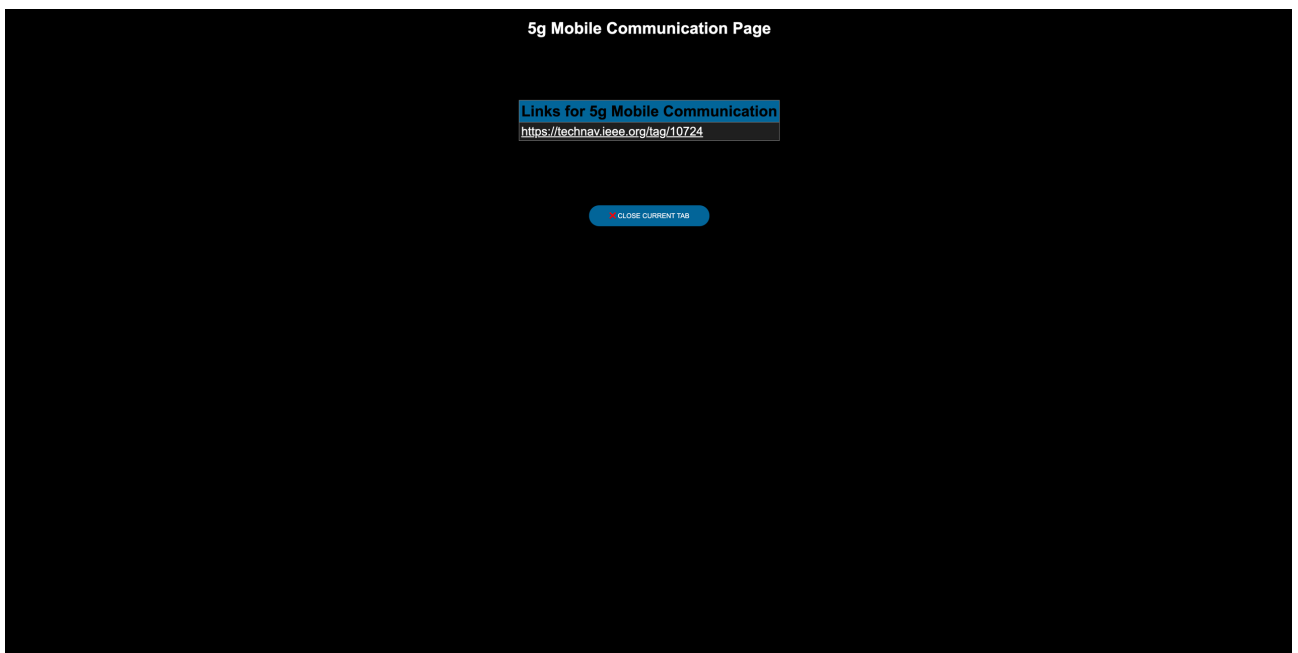 5g Mobile Communication Page
Links for 5g Mobile Communication
https://technav.ieee.org/tag/10724
CLOSE CURRENT TAB